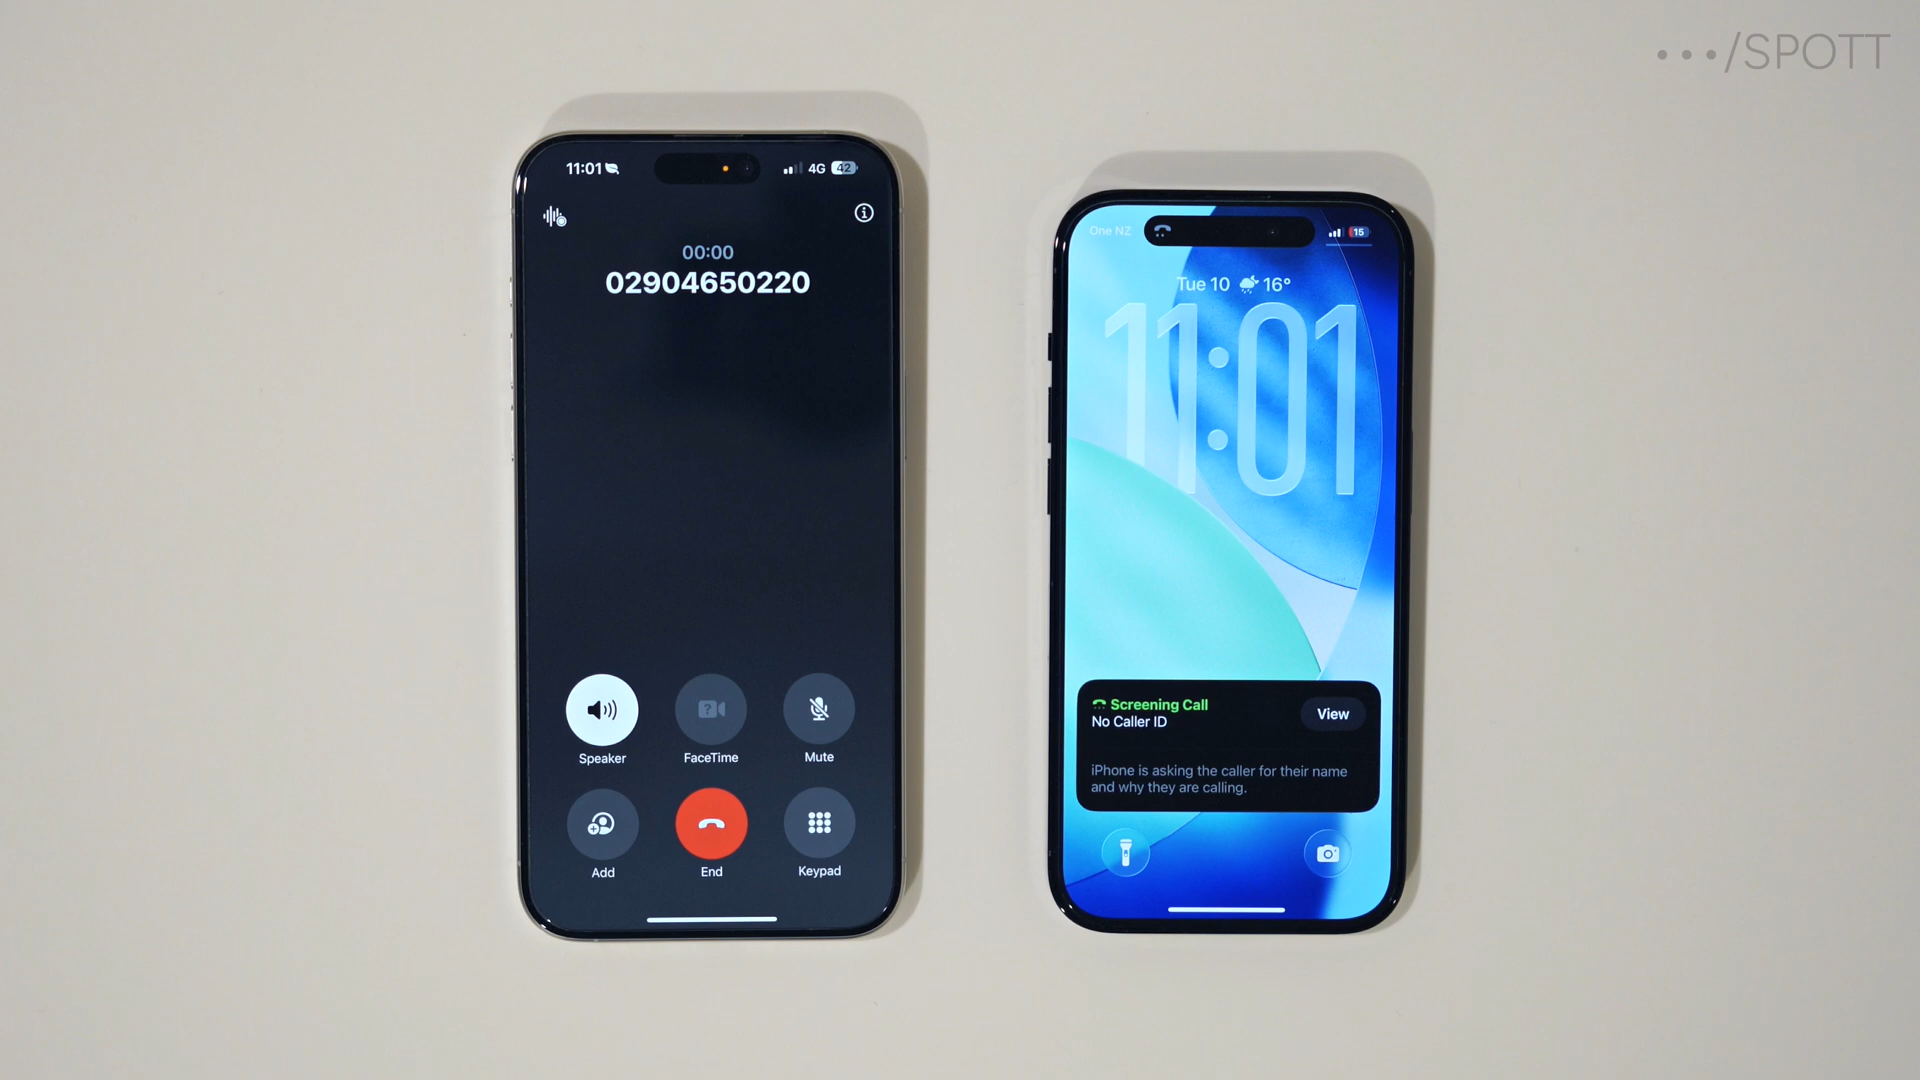 •••/SPOTT
11:01
4G 42
00:00
02904650220
Speaker
FaceTime
Mute
Add
End
Keypad
One NZ
15
Tue 10 16°
11:01
Screening Call
No Caller ID
View
iPhone is asking the caller for their name
and why they are calling.